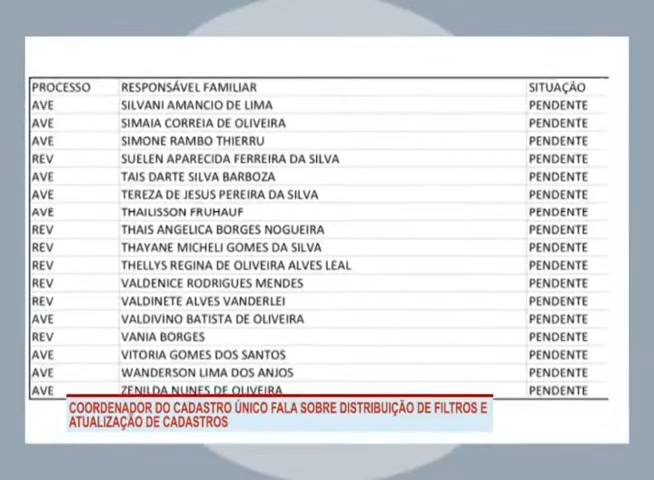 PROCESSO RESPONSÁVEL FAMILIAR SITUAÇÃO
AVE SILVANI AMANCIO DE LIMA PENDENTE
AVE SIMAIA CORREIA DE OLIVEIRA PENDENTE
AVE SIMONE RAMBO THIERRU PENDENTE
REV SUELEN APARECIDA FERREIRA DA SILVA PENDENTE
AVE TAIS DARTE SILVA BARBOZA PENDENTE
AVE TEREZA DE JESUS PEREIRA DA SILVA PENDENTE
AVE THAILISSON FRUHAUF PENDENTE
REV THAIS ANGELICA BORGES NOGUEIRA PENDENTE
REV THAYANE MICHELI GOMES DA SILVA PENDENTE
REV THELLYS REGINA DE OLIVEIRA ALVES LEAL PENDENTE
REV VALDENICE RODRIGUES MENDES PENDENTE
REV VALDINETE ALVES VANDERLEI PENDENTE
AVE VALDIVINO BATISTA DE OLIVEIRA PENDENTE
REV VANIA BORGES PENDENTE
AVE VITORIA GOMES DOS SANTOS PENDENTE
AVE WANDERSON LIMA DOS ANJOS PENDENTE
AVE ZENILDA NUNES DE OLIVEIRA PENDENTE
COORDENADOR DO CADASTRO ÚNICO FALA SOBRE DISTRIBUIÇÃO DE FILTROS E
ATUALIZAÇÃO DE CADASTROS